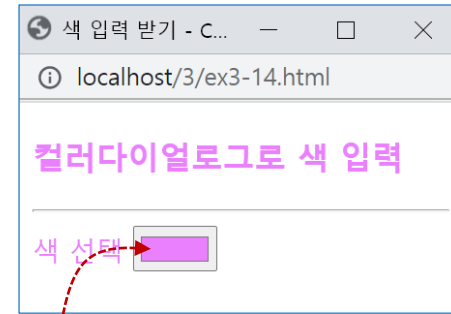 색 입력 받기 - C...
localhost/3/ex3-14.html
컬러다이얼로그로 색 입력
색 선택